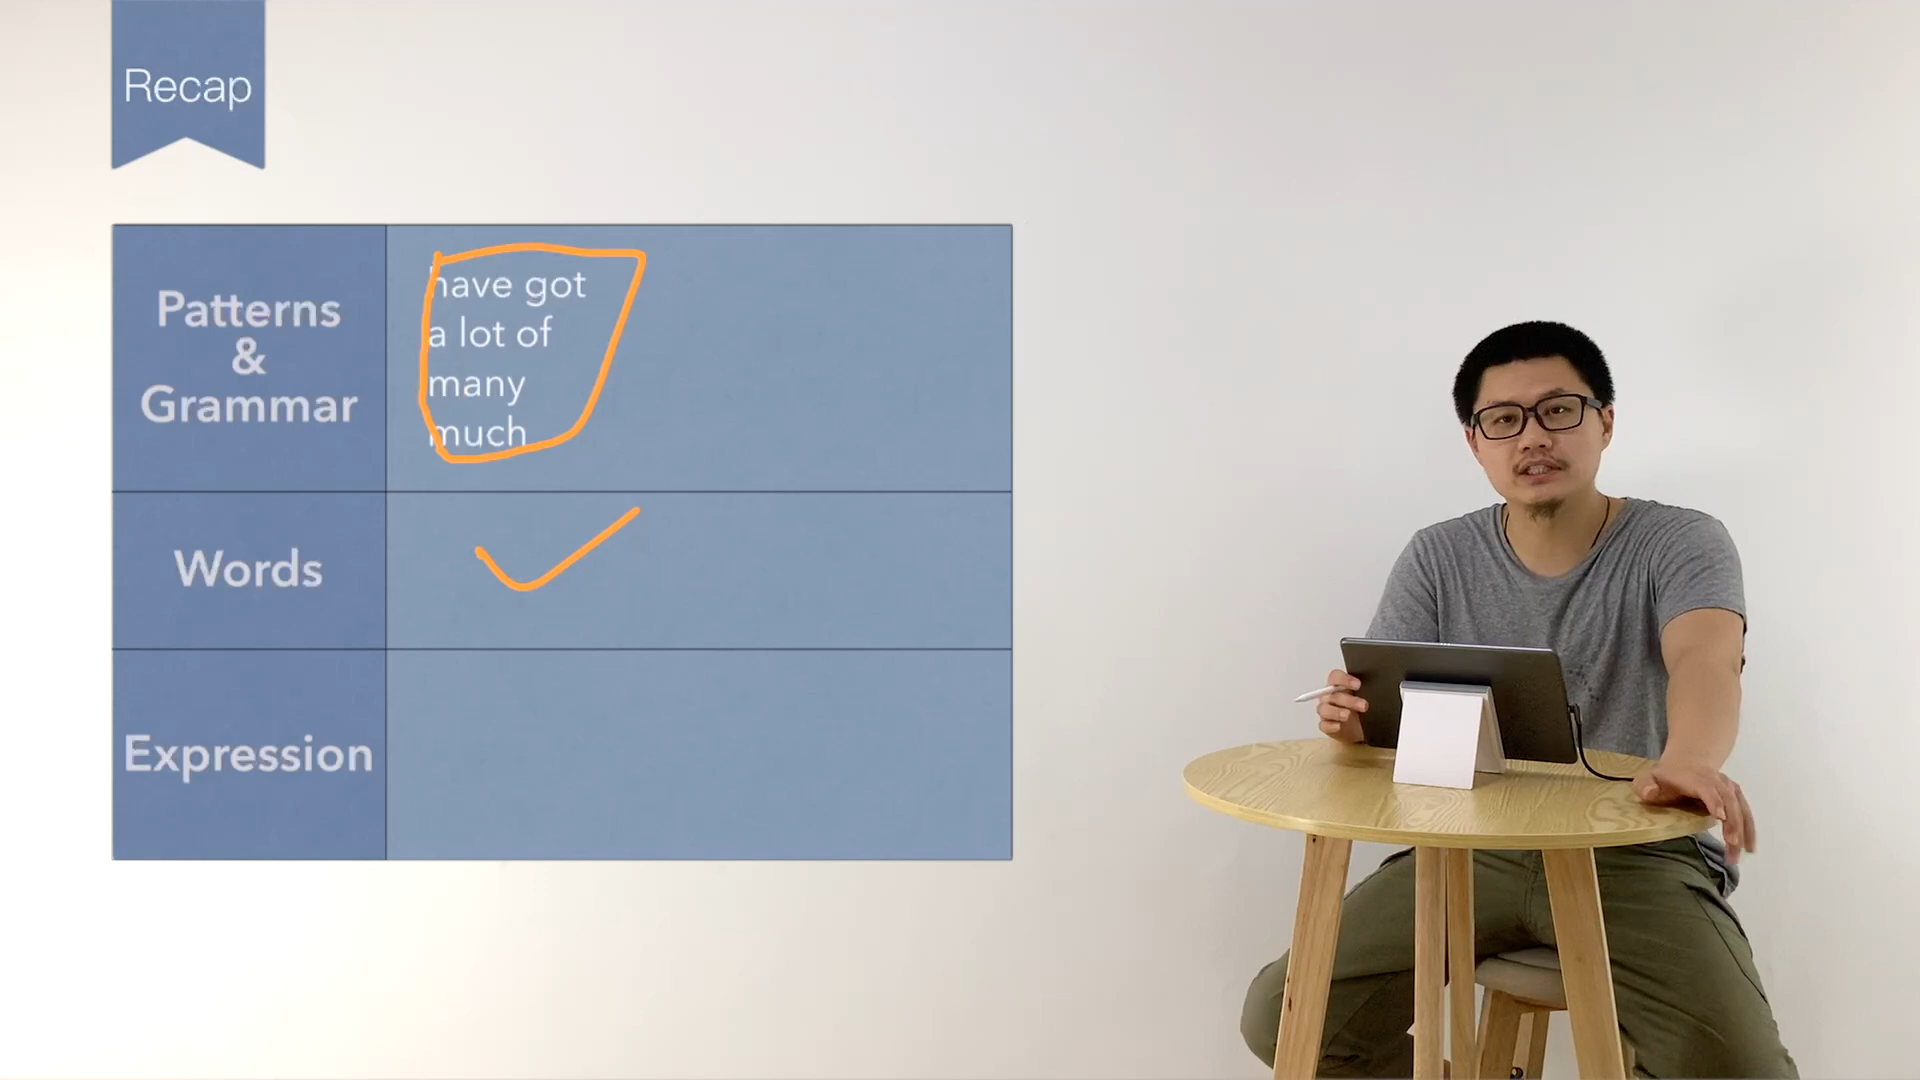 Recap
Patterns
&
Grammar
have got
a lot of
many
much
Words
Expression